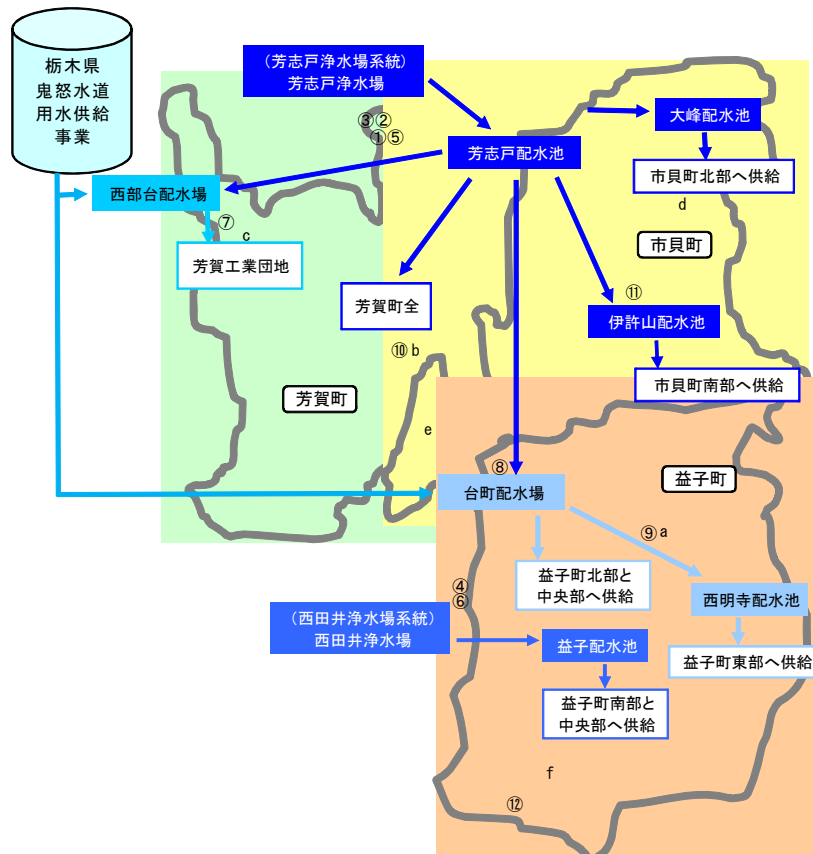 栃木県
鬼怒水道
用水供給
事業
（芳志戸浄水場系統）
芳志戸浄水場
③②
①⑤
芳志戸配水池
大峰配水池
市貝町北部へ供給
d
市貝町
西部台配水場
⑦
c
芳賀工業団地
芳賀町全
⑩b
⑪
伊許山配水池
市貝町南部へ供給
芳賀町
e
益子町
⑧
台町配水場
⑨a
益子町北部と
中央部へ供給
西明寺配水池
益子町東部へ供給
④
⑥
（西田井浄水場系統）
西田井浄水場
益子配水池
益子町南部と
中央部へ供給
f
⑫